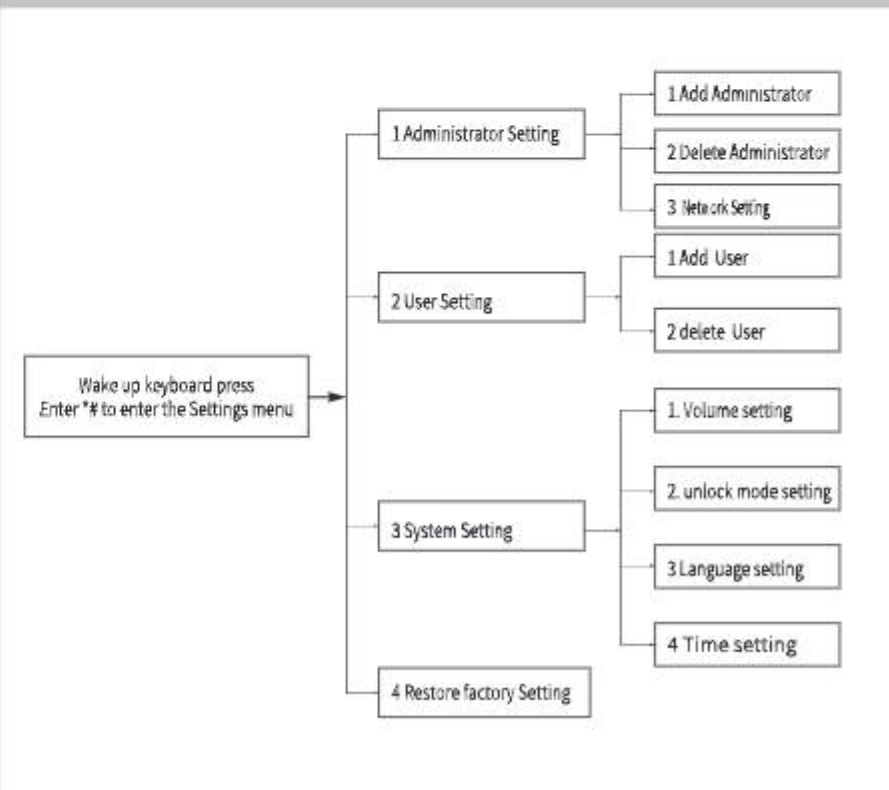 Wake up keyboard press
Enter *# to enter the Settings menu
1 Administrator Setting
1 Add Administrator
2 Delete Administrator
3 Network Setting
2 User Setting
1 Add User
2 delete User
3 System Setting
1. Volume setting
2. unlock mode setting
3 Language setting
4 Time setting
4 Restore factory Setting